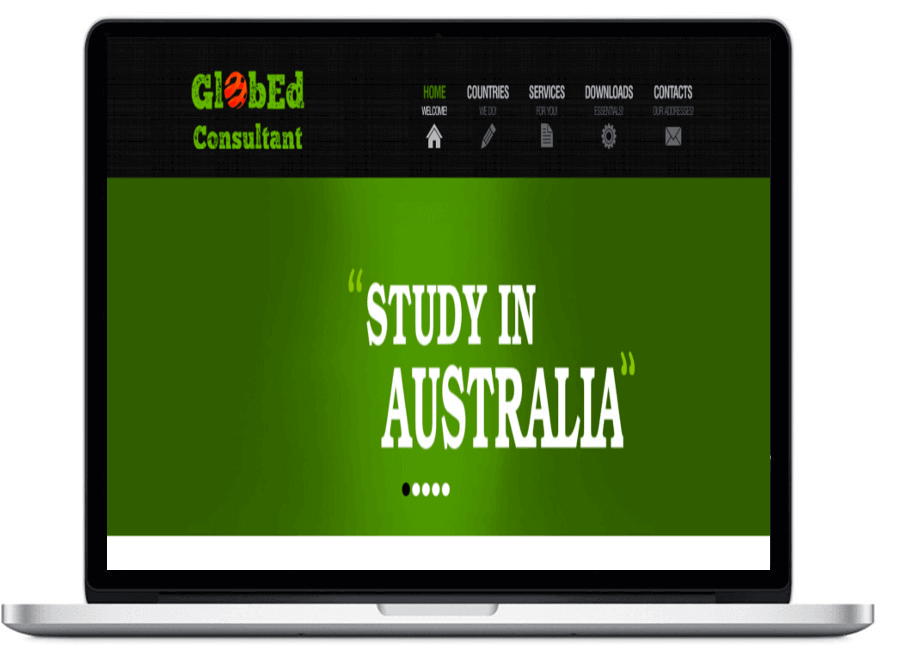 GlobEd
Consultant
HOME COUNTRIES SERVICES DOWNLOADS CONTACTS
WELCOME! WE DO! FOR YOU! ESSENTIALS! OUR ADDRESSES!
“STUDY IN
AUSTRALIA”